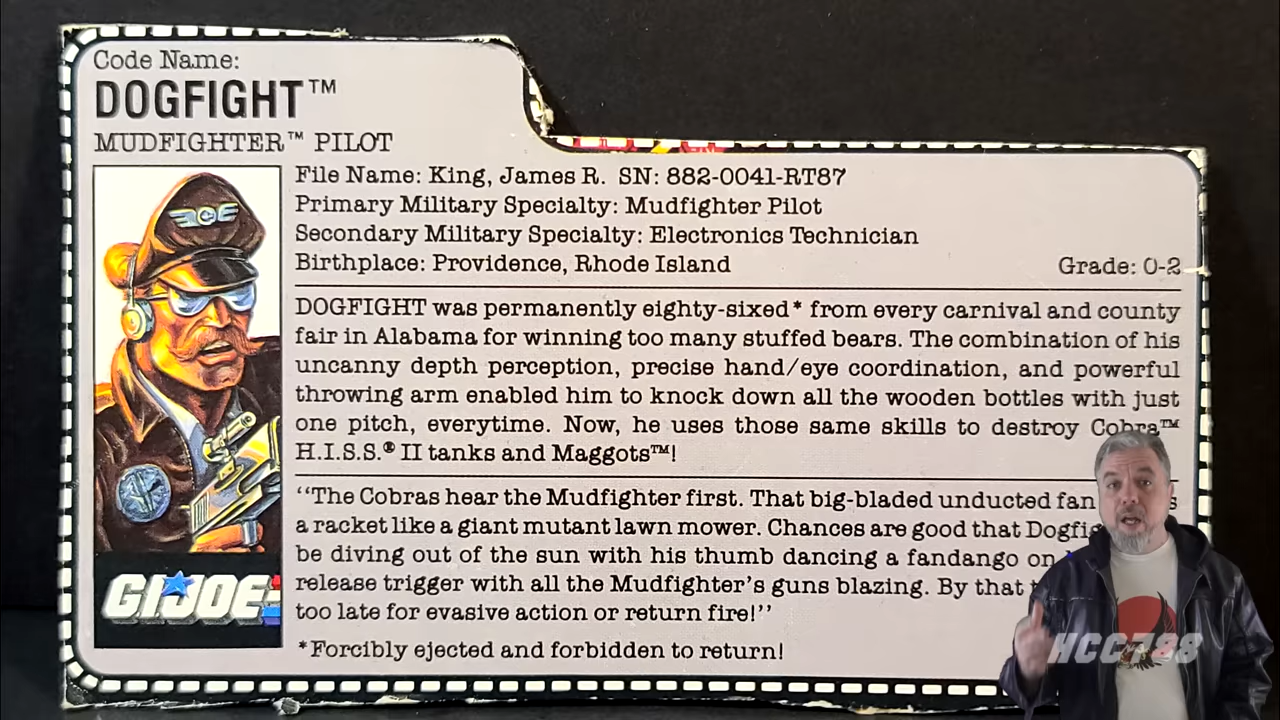 Code Name:
DOGFIGHT™
MUDFIGHTER™ PILOT
File Name: King, James R. SN: 882-0041-RT87
Primary Military Specialty: Mudfighter Pilot
Secondary Military Specialty: Electronics Technician
Birthplace: Providence, Rhode Island Grade: O-2
DOGFIGHT was permanently eighty-sixed* from every carnival and county
fair in Alabama for winning too many stuffed bears. The combination of his
uncanny depth perception, precise hand/eye coordination, and powerful
throwing arm enabled him to knock down all the wooden bottles with just
one pitch, everytime. Now, he uses those same skills to destroy Cobra™
H.I.S.S.® II tanks and Maggots™!
“The Cobras hear the Mudfighter first. That big-bladed unducted fan
a racket like a giant mutant lawn mower. Chances are good that
be diving out of the sun with his thumb dancing a fandango on
release trigger with all the Mudfighter's guns blazing. By that
too late for evasive action or return fire!”
*Forcibly ejected and forbidden to return!
GI JOE
HCC788